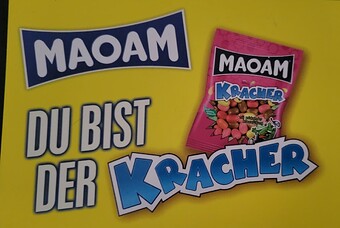 MAOAM
MAOAM
KRACHER
DU BIST
DER KRACHER